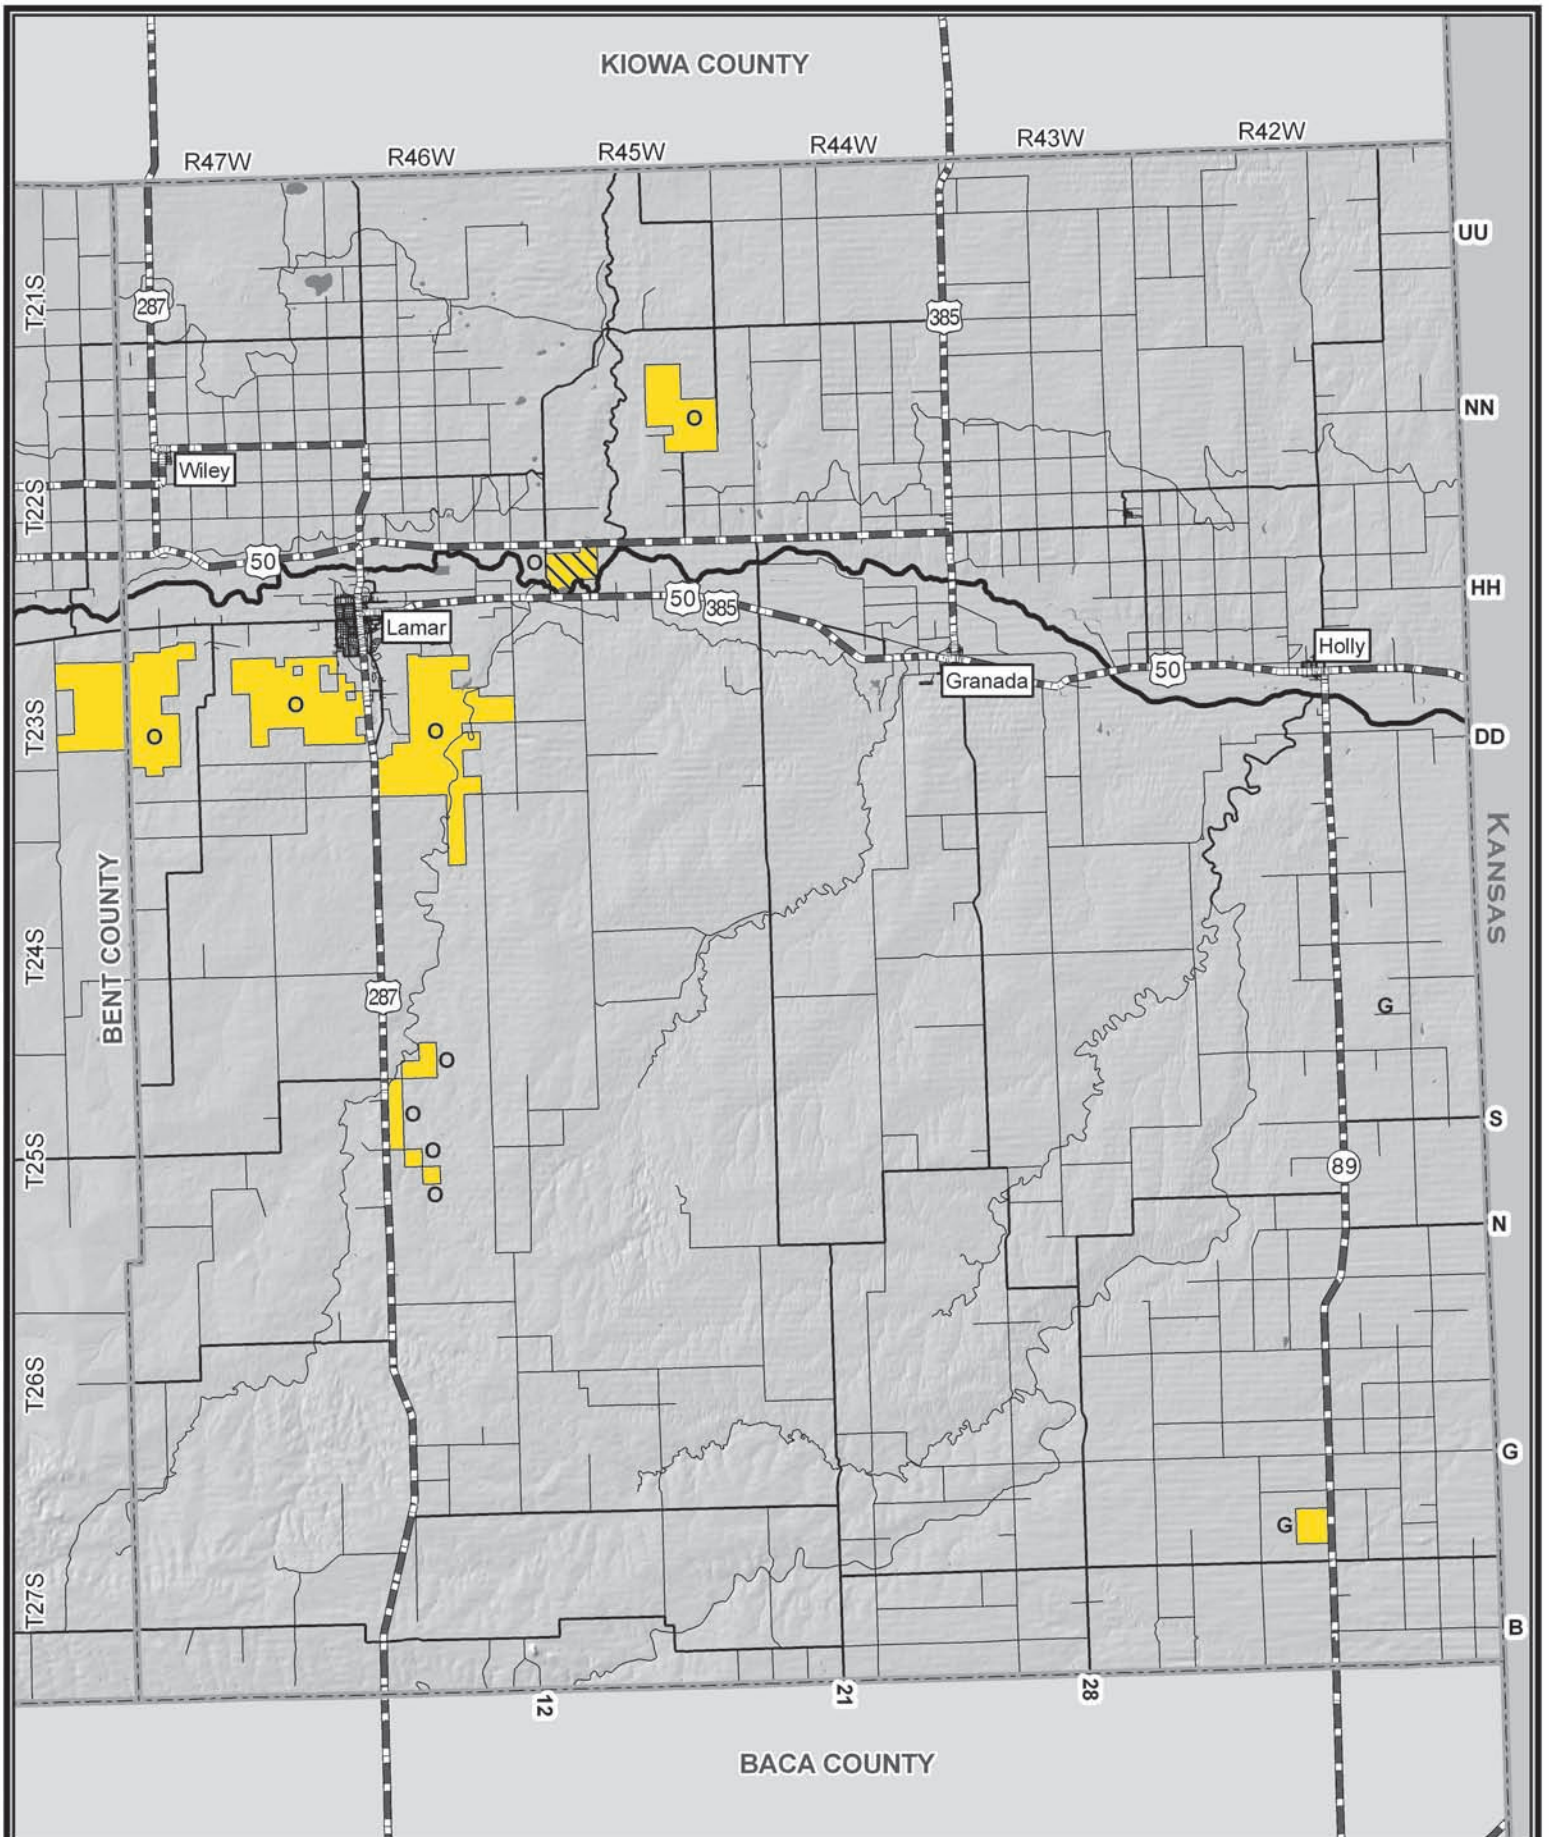 KIOWA COUNTY
R47W
R46W
R45W
R44W
R43W
R42W
UU
T21S
287
385
NN
O
Wiley
T22S
50
O
HH
50
385
Lamar
Holly
50
Granada
T23S
O
O
O
DD
KANSAS
BENT COUNTY
T24S
287
G
O
O
S
O
T25S
89
O
N
T26S
G
G
T27S
B
12
21
28
BACA COUNTY